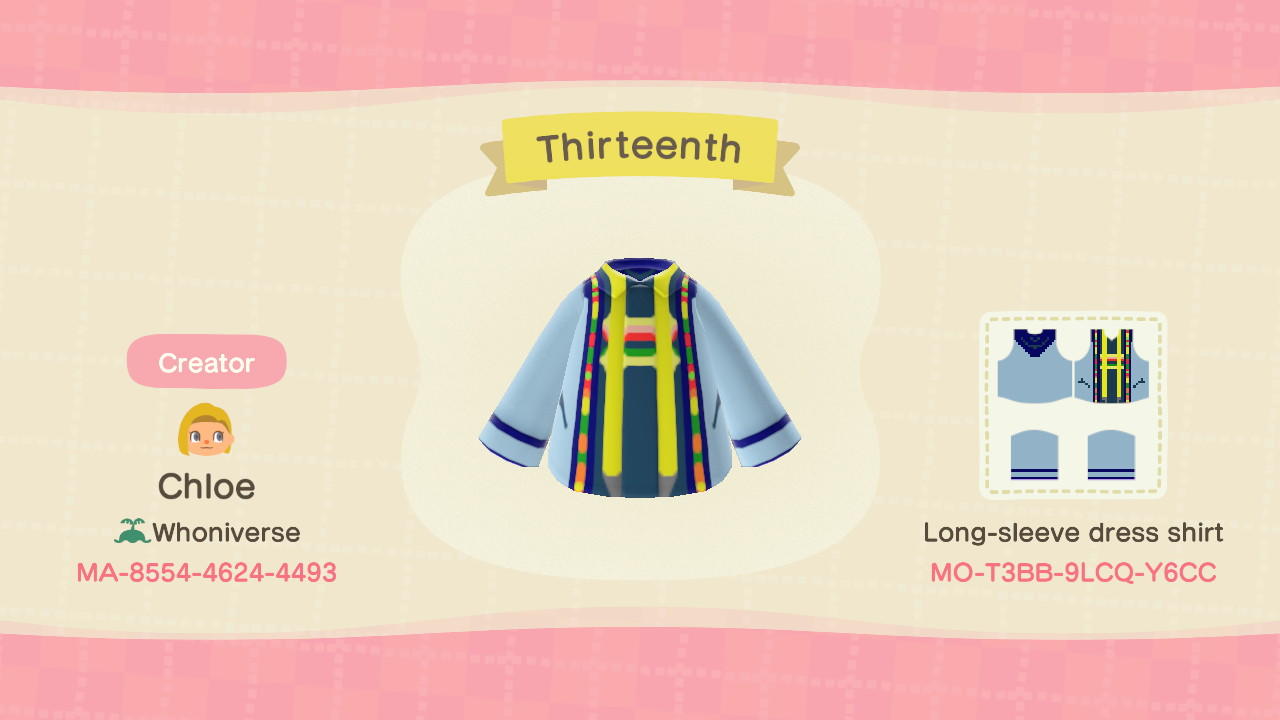 Thirteenth
Creator
Chloe
Whoniverse
MA-8554-4624-4493
Long-sleeve dress shirt
MO-T3BB-9LCQ-Y6CC